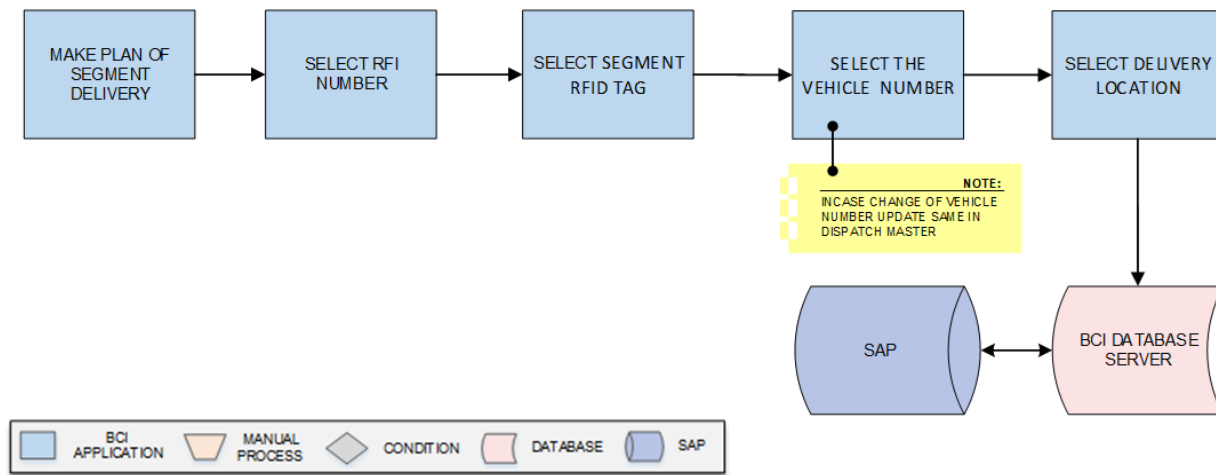 MAKE PLAN OF
SEGMENT
DELIVERY
SELECT RFI
NUMBER
SELECT SEGMENT
RFID TAG
SELECT THE
VEHICLE NUMBER
SELECT DELIVERY
LOCATION
NOTE:
INCASE CHANGE OF VEHICLE
NUMBER UPDATE SAME IN
DISPATCH MASTER
SAP
BCI DATABASE
SERVER
BCI
APPLICATION
MANUAL
PROCESS
CONDITION
DATABASE
SAP